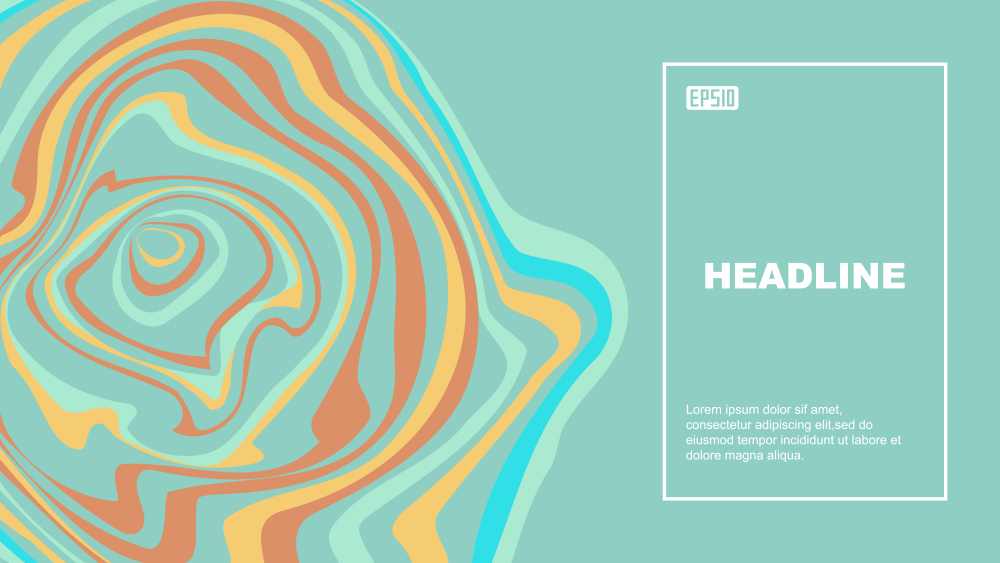 EPS10
HEADLINE
Lorem ipsum dolor sif amet,
consectetur adipiscing elit,sed do
eiusmod tempor incididunt ut labore et
dolore magna aliqua.